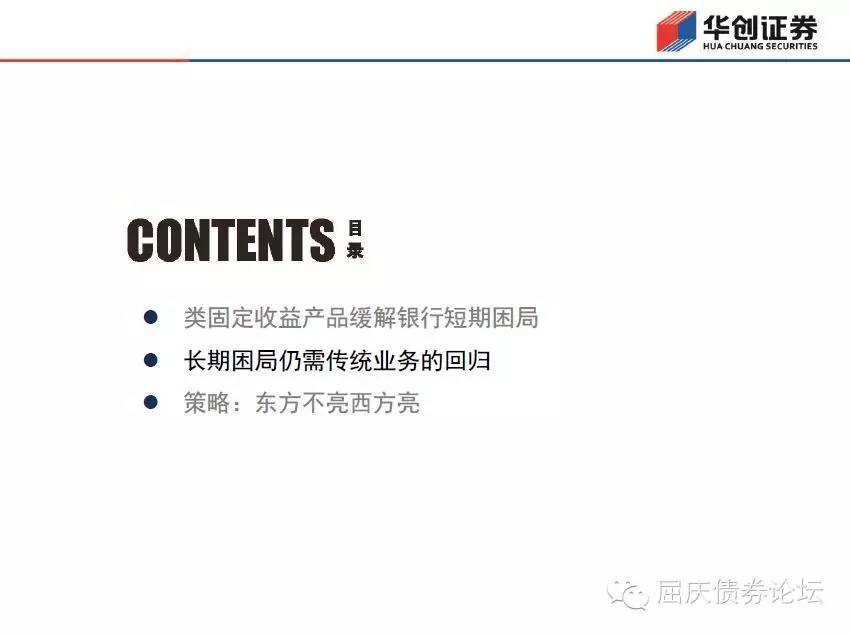 华创证券
HUA CHUANG SECURITIES
CONTENTS 目录
类固定收益产品缓解银行短期困局
长期困局仍需传统业务的回归
策略：东方不亮西方亮
屈庆债券论坛